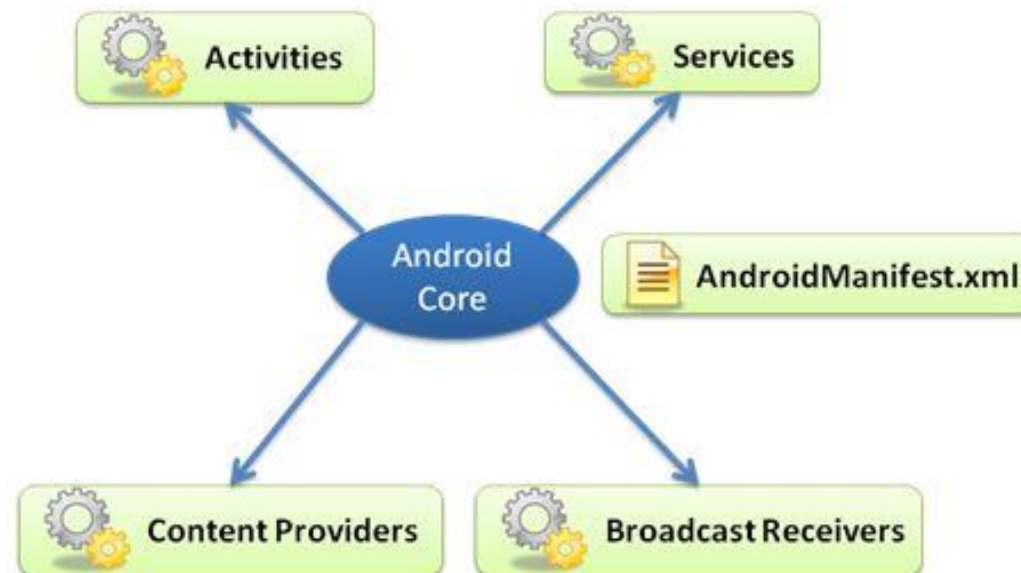 Activities
Services
Android
Core
AndroidManifest.xml
Content Providers
Broadcast Receivers